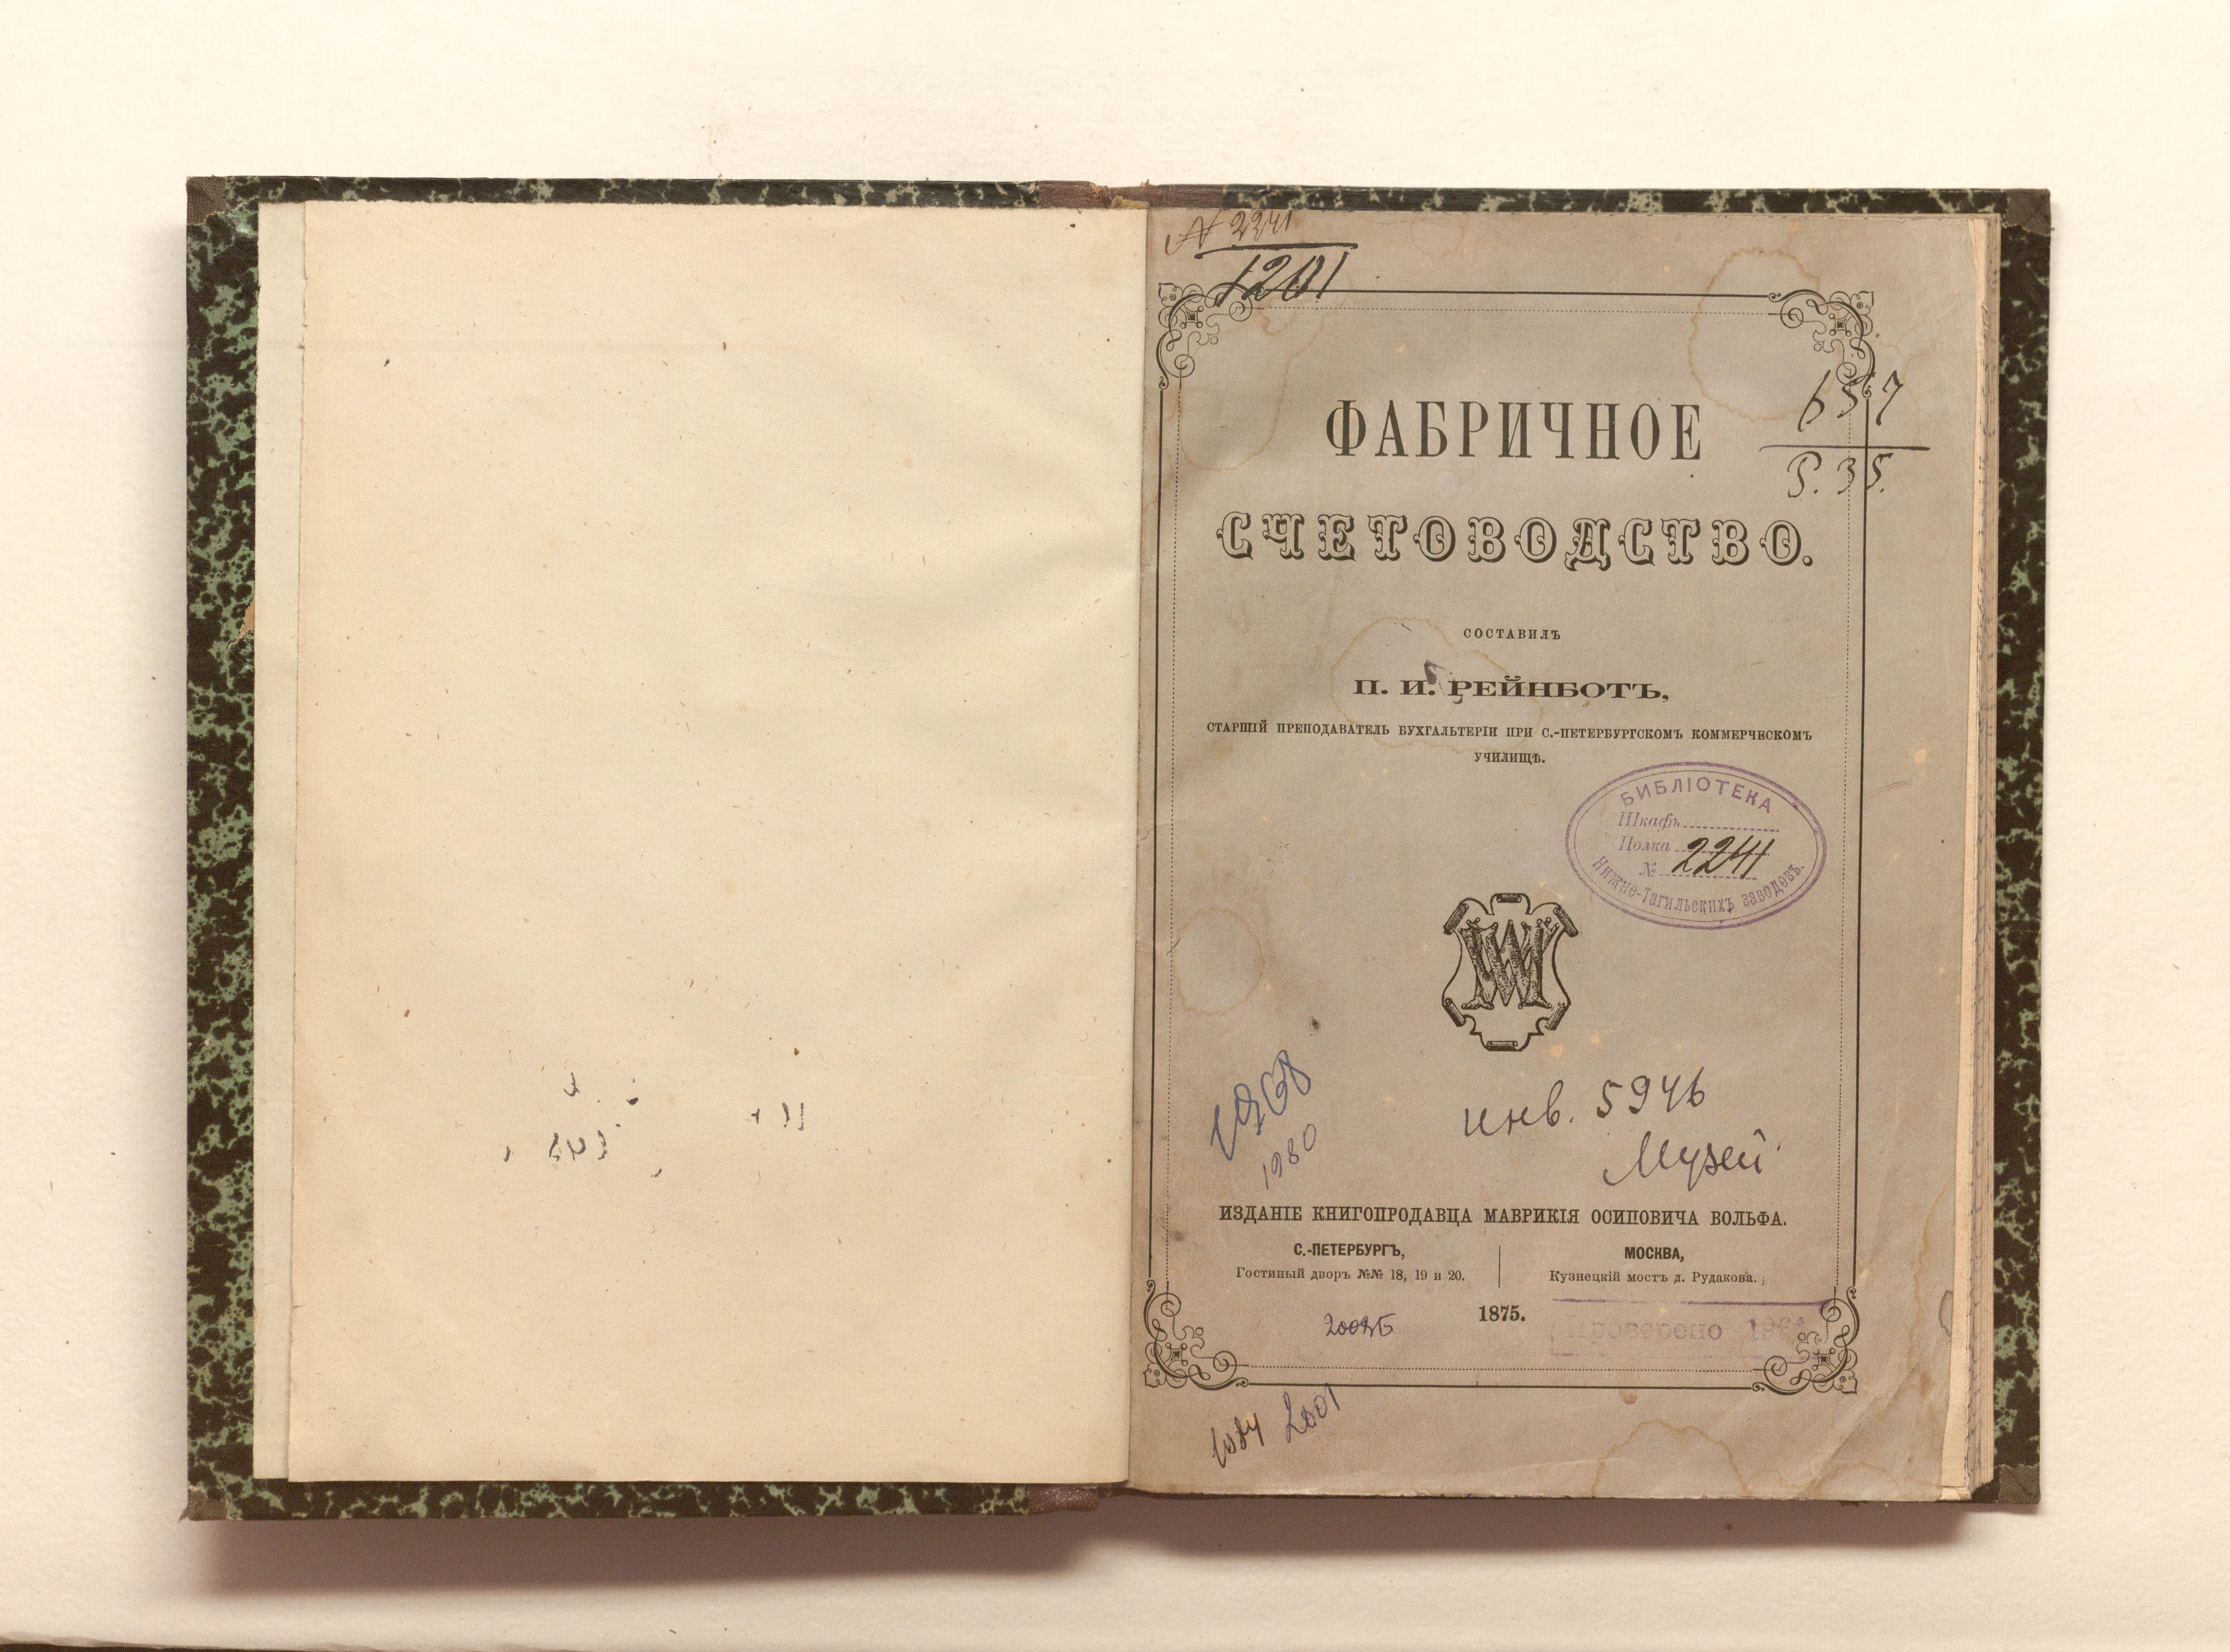 N 2241
1201
ФАБРИЧНОЕ
657
Р. 35.
СЧЕТОВОДСТВО.
СОСТАВИЛЪ
П. И. РЕЙНБОТЪ,
СТАРШІЙ ПРЕПОДАВАТЕЛЬ БУХГАЛЬТЕРІИ ПРИ С.-ПЕТЕРБУРГСКОМЪ КОММЕРЧЕСКОМЪ
УЧИЛИЩѢ.
БИБЛІОТЕКА
Шкафъ
Полка
№ 2241
Нижне-Тагильскихъ заводовъ.
MW
инв. 5946
Музей
1980
ИЗДАНІЕ КНИГОПРОДАВЦА МАВРИКІЯ ОСИПОВИЧА ВОЛЬФА.
С.-ПЕТЕРБУРГЪ,
Гостиный дворъ №№ 18, 19 и 20.
МОСКВА,
Кузнецкій мостъ д. Рудакова.
1875.
Проверено
2001